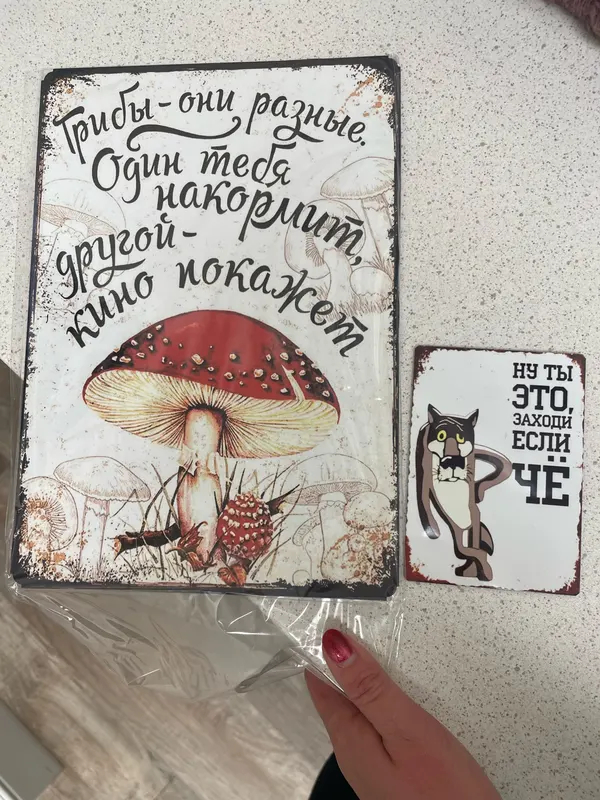 Грибы - они разные.
Один тебя
накормит,
другой -
кино покажет
НУ ТЫ
ЭТО,
ЗАХОДИ
ЕСЛИ
ЧЁ